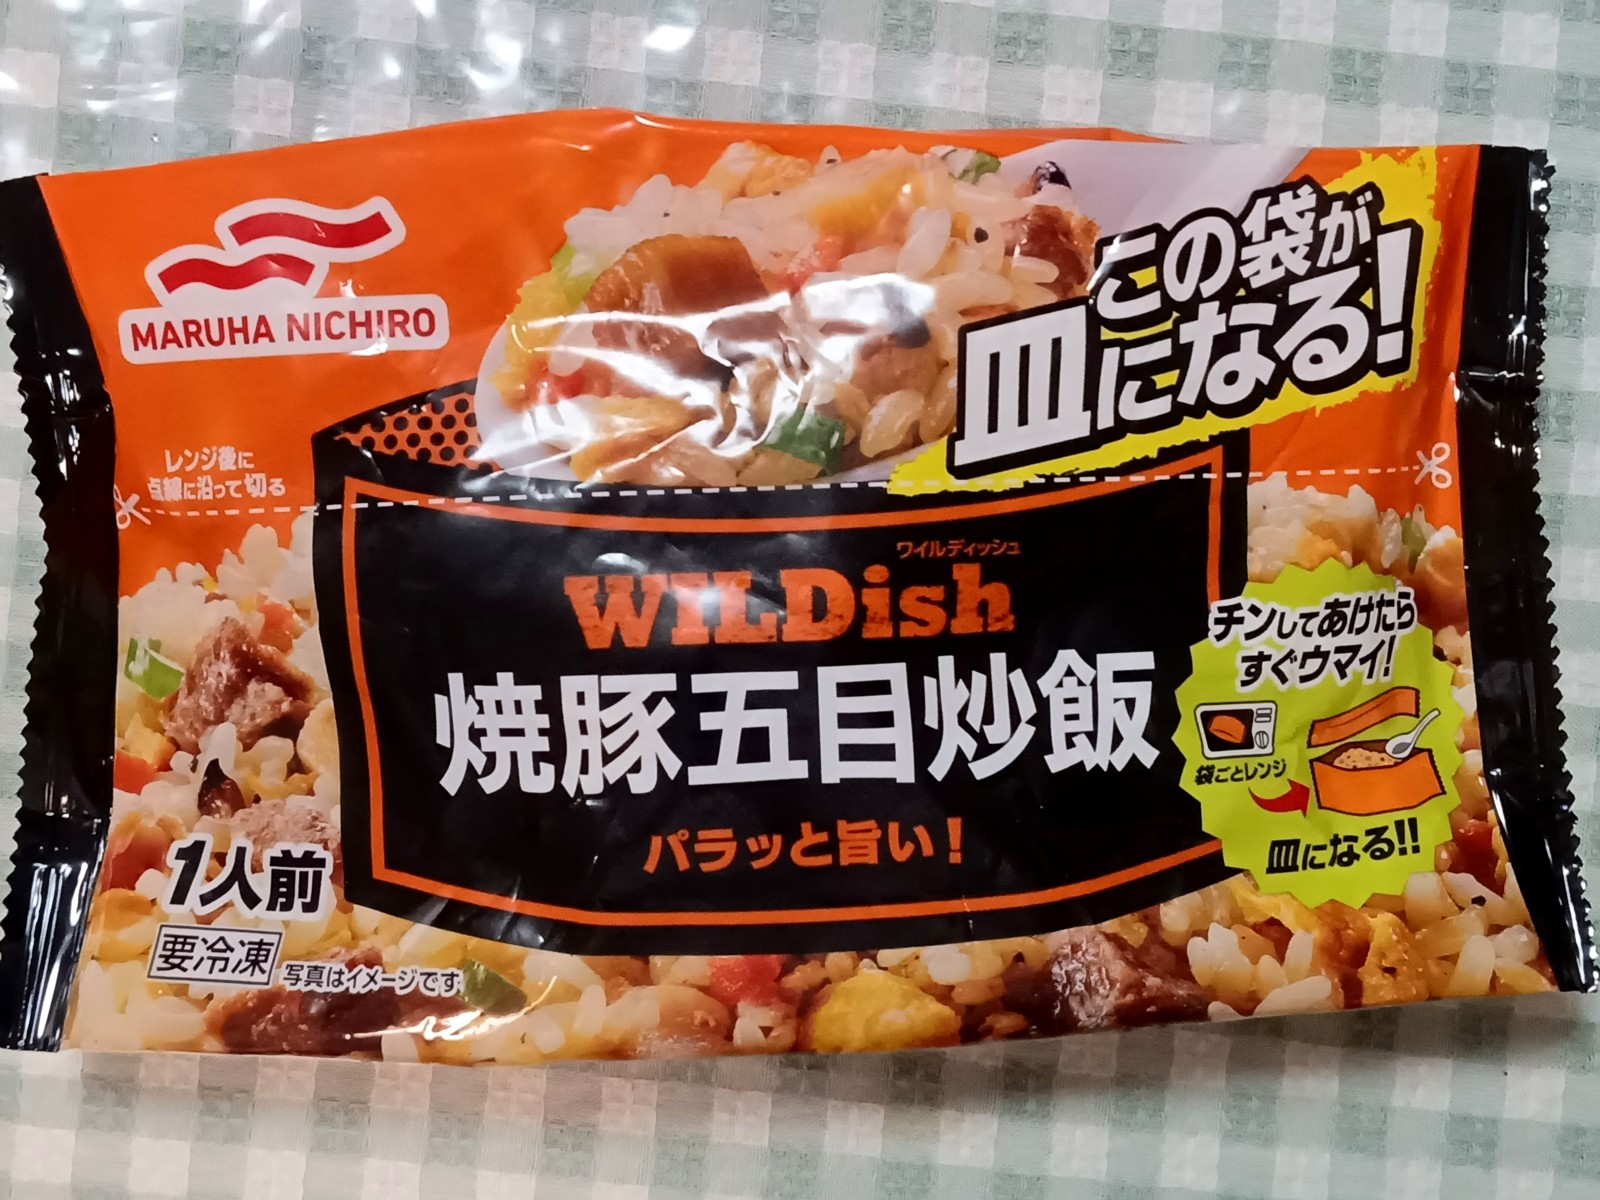 MARUHA NICHIRO
この袋が
皿になる!
レンジ後に
点線に沿って切る
ワイルディッシュ
WILDish
焼豚五目炒飯
パラッと旨い!
チンしてあけたら
すぐウマイ!
袋ごとレンジ
皿になる!!
1人前
要冷凍
写真はイメージです